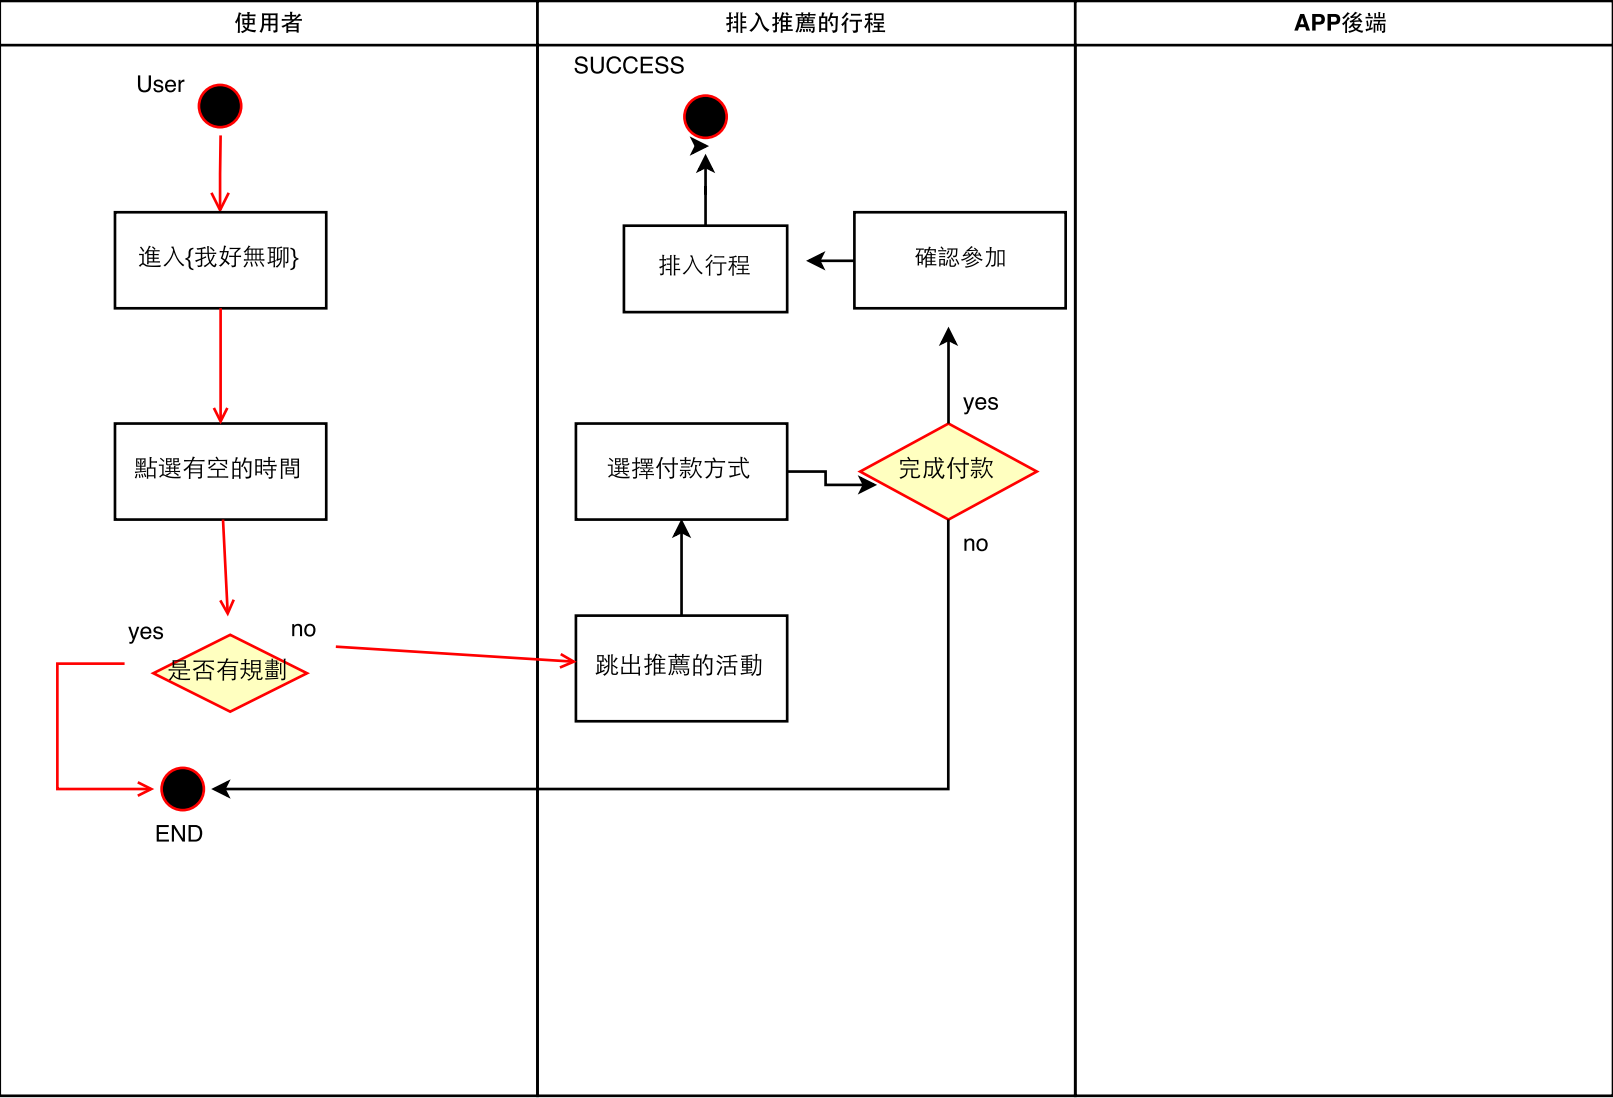 使用者
排入推薦的行程
APP後端
User
進入{我好無聊}
點選有空的時間
yes
no
是否有規劃
END
SUCCESS
排入行程
確認參加
yes
選擇付款方式
完成付款
no
跳出推薦的活動